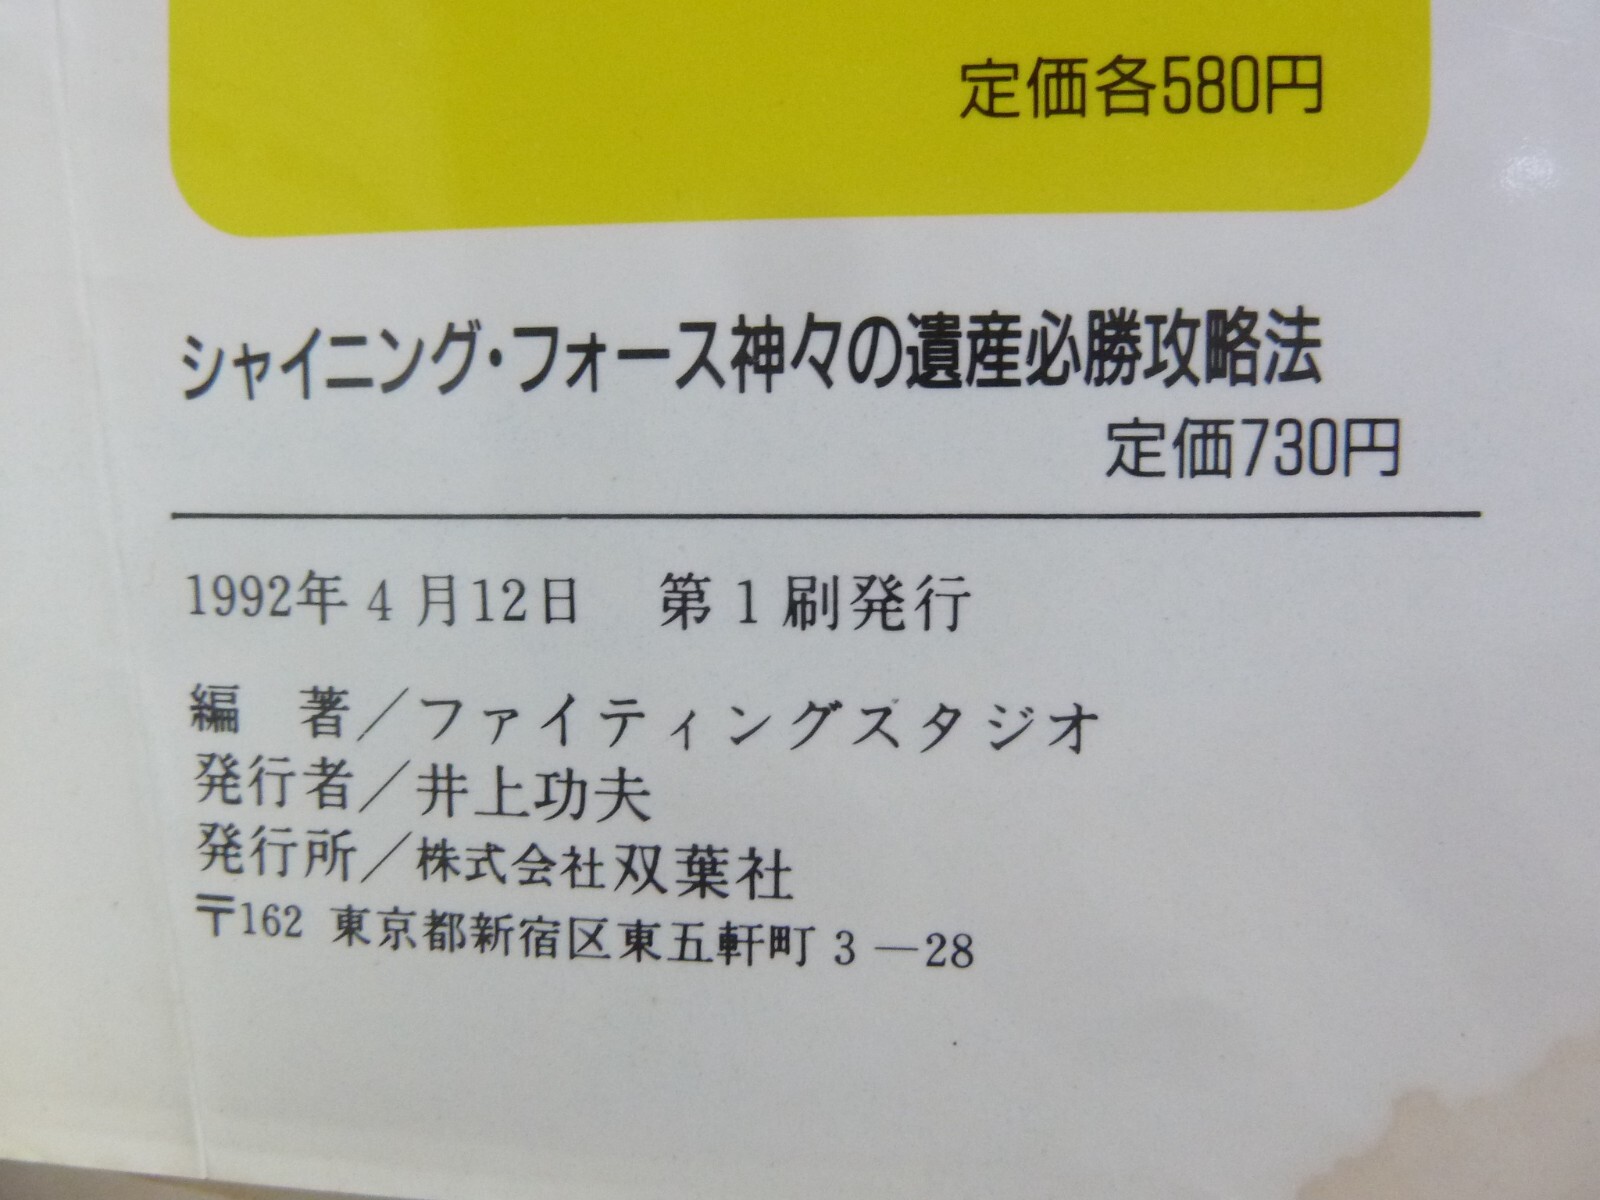 定価各580円
シャイニング・フォース神々の遺産必勝攻略法
定価730円
1992年4月12日　第1刷発行
編　著／ファイティングスタジオ
発行者／井上功夫
発行所／株式会社双葉社
〒162 東京都新宿区東五軒町3―28